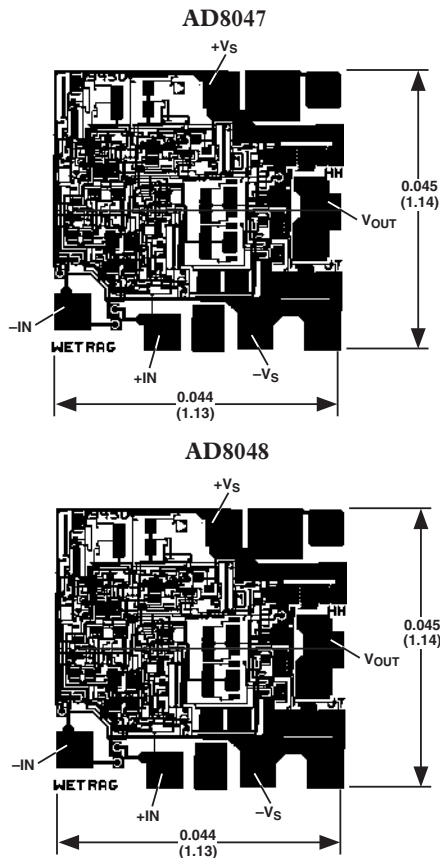 AD8047
+VS
0.045
(1.14)
VOUT
–IN
WETRAG
+IN
–VS
0.044
(1.13)
AD8048
+VS
0.045
(1.14)
VOUT
–IN
WETRAG
+IN
–VS
0.044
(1.13)